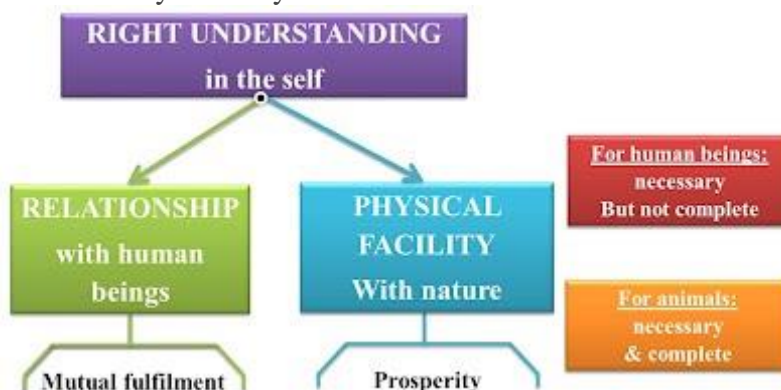 RIGHT UNDERSTANDING
in the self
RELATIONSHIP
with human
beings
PHYSICAL
FACILITY
With nature
For human beings:
necessary
But not complete
For animals:
necessary
& complete
Mutual fulfilment
Prosperity